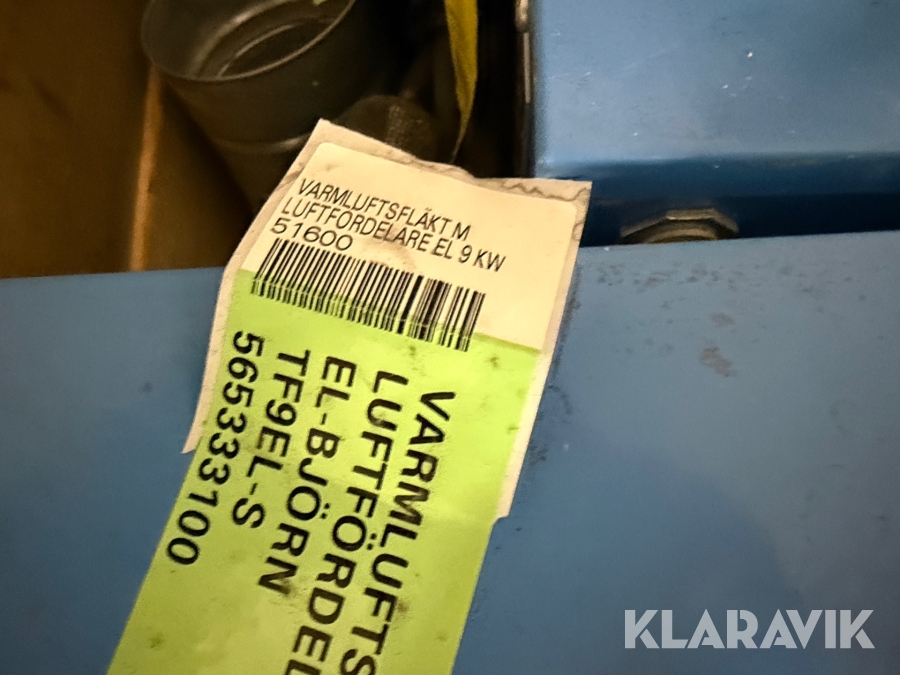 VARMLUFTSFLÄKT M
LUFTFORDELARE EL 9 KW
51600
VARMLUFTS
LUFTFÖRDEL
EL-BJÖRN
TF9EL-S
565333100
KLARAVIK